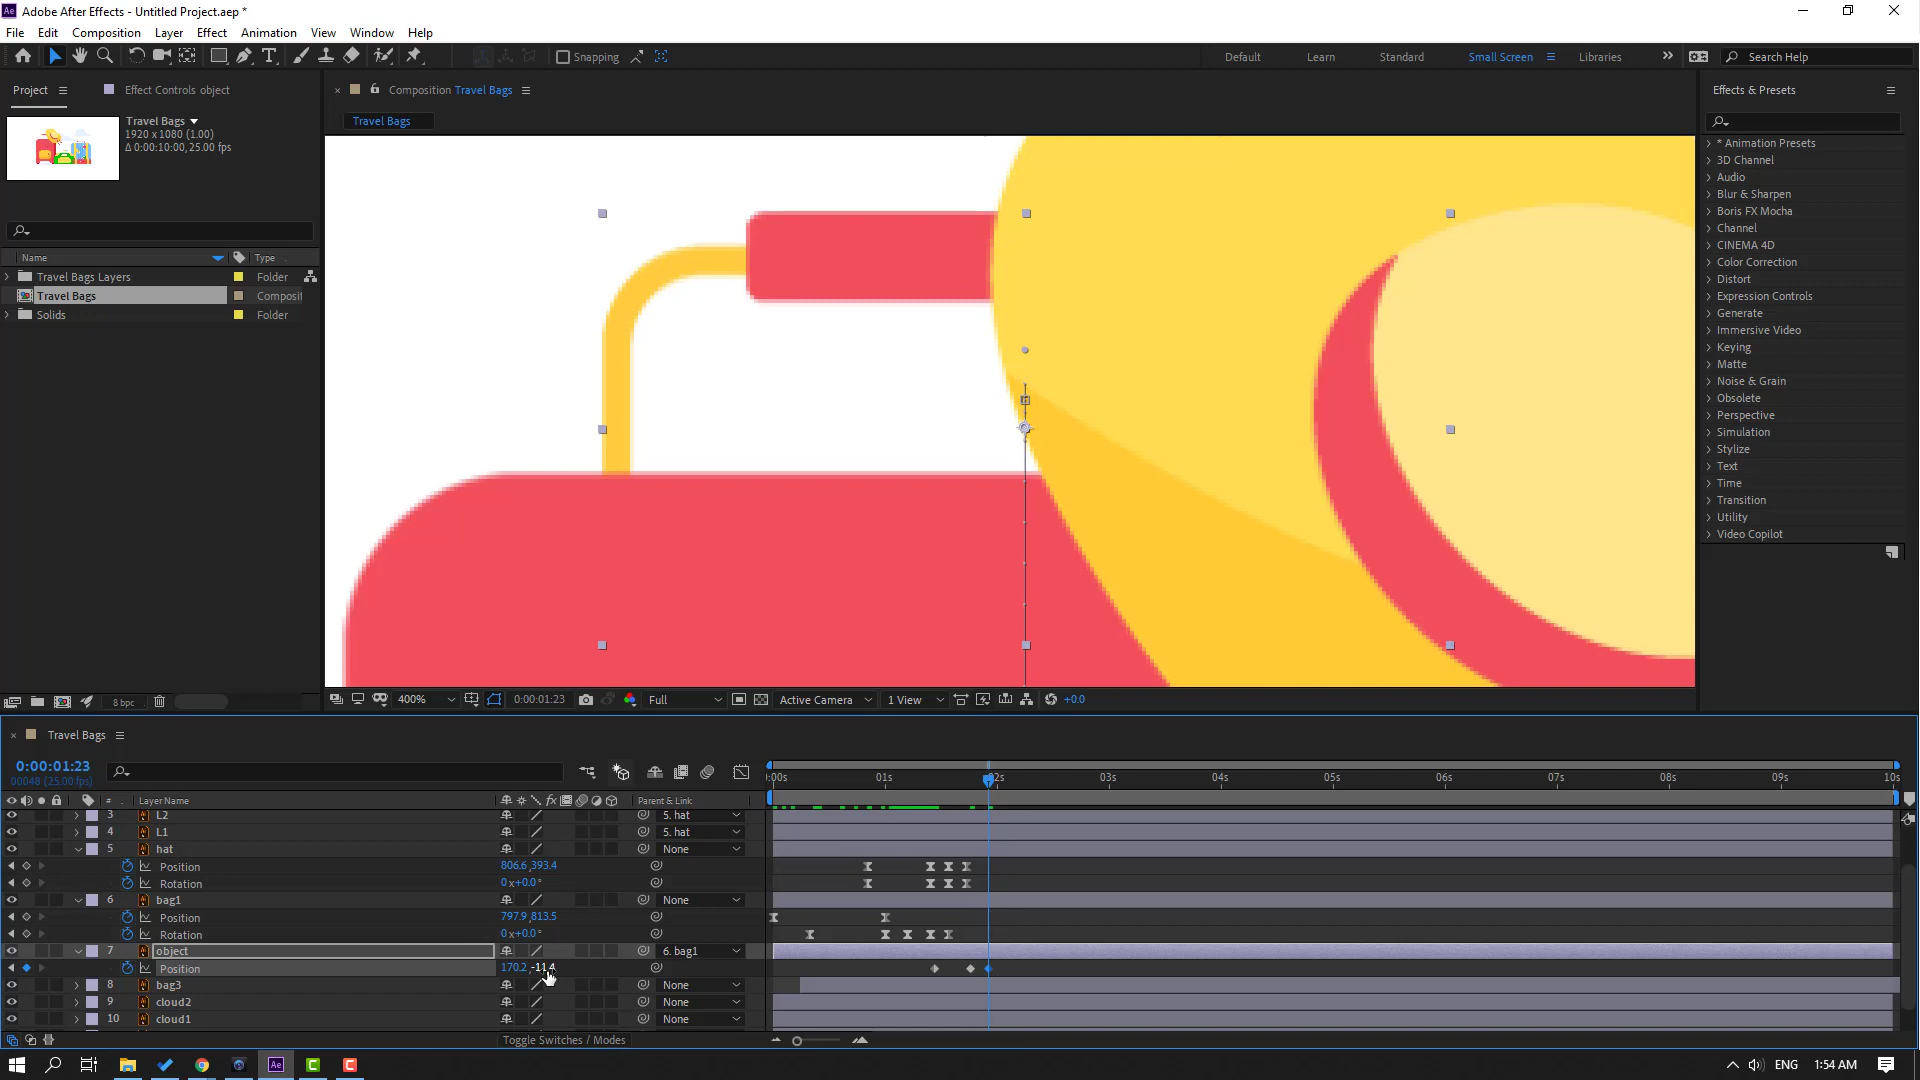 Adobe After Effects - Untitled Project.aep *
File Edit Composition Layer Effect Animation View Window Help
Snapping
Default Learn Standard Small Screen Libraries Search Help
Project
Effect Controls object
Composition Travel Bags
Effects & Presets
Travel Bags
1920 x 1080 (1.00)
Δ 0:00:10:00, 25.00 fps
Travel Bags
Name Type
Travel Bags Layers Folder
Travel Bags Composit
Solids Folder
* Animation Presets
3D Channel
Audio
Blur & Sharpen
Boris FX Mocha
Channel
CINEMA 4D
Color Correction
Distort
Expression Controls
Generate
Immersive Video
Keying
Matte
Noise & Grain
Obsolete
Perspective
Simulation
Stylize
Text
Time
Transition
Utility
Video Copilot
8 bpc
400% 0:00:01:23 Full Active Camera 1 View +0.0
Travel Bags
0:00:01:23
00048 (25.00 fps)
:00s 01s 02s 03s 04s 05s 06s 07s 08s 09s 10s
# Layer Name fx Parent & Link
3 L2 5. hat
4 L1 5. hat
5 hat None
Position 806.6,393.4
Rotation 0x+0.0°
6 bag1 None
Position 797.9,813.5
Rotation 0x+0.0°
7 object 6. bag1
Position 170.2,-11.4
8 bag3 None
9 cloud2 None
10 cloud1 None
Toggle Switches / Modes
Ae
ENG 1:54 AM